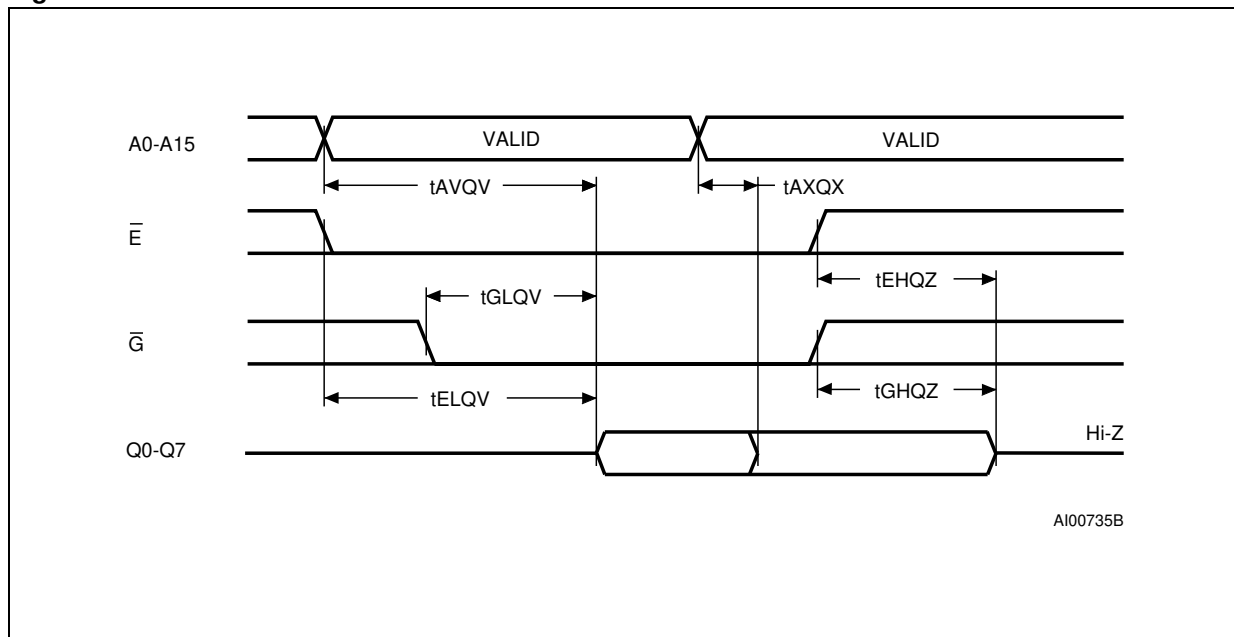 A0-A15
VALID
VALID
tAVQV
tAXQX
E̅
tEHQZ
tGLQV
G̅
tGHQZ
tELQV
Hi-Z
Q0-Q7
AI00735B